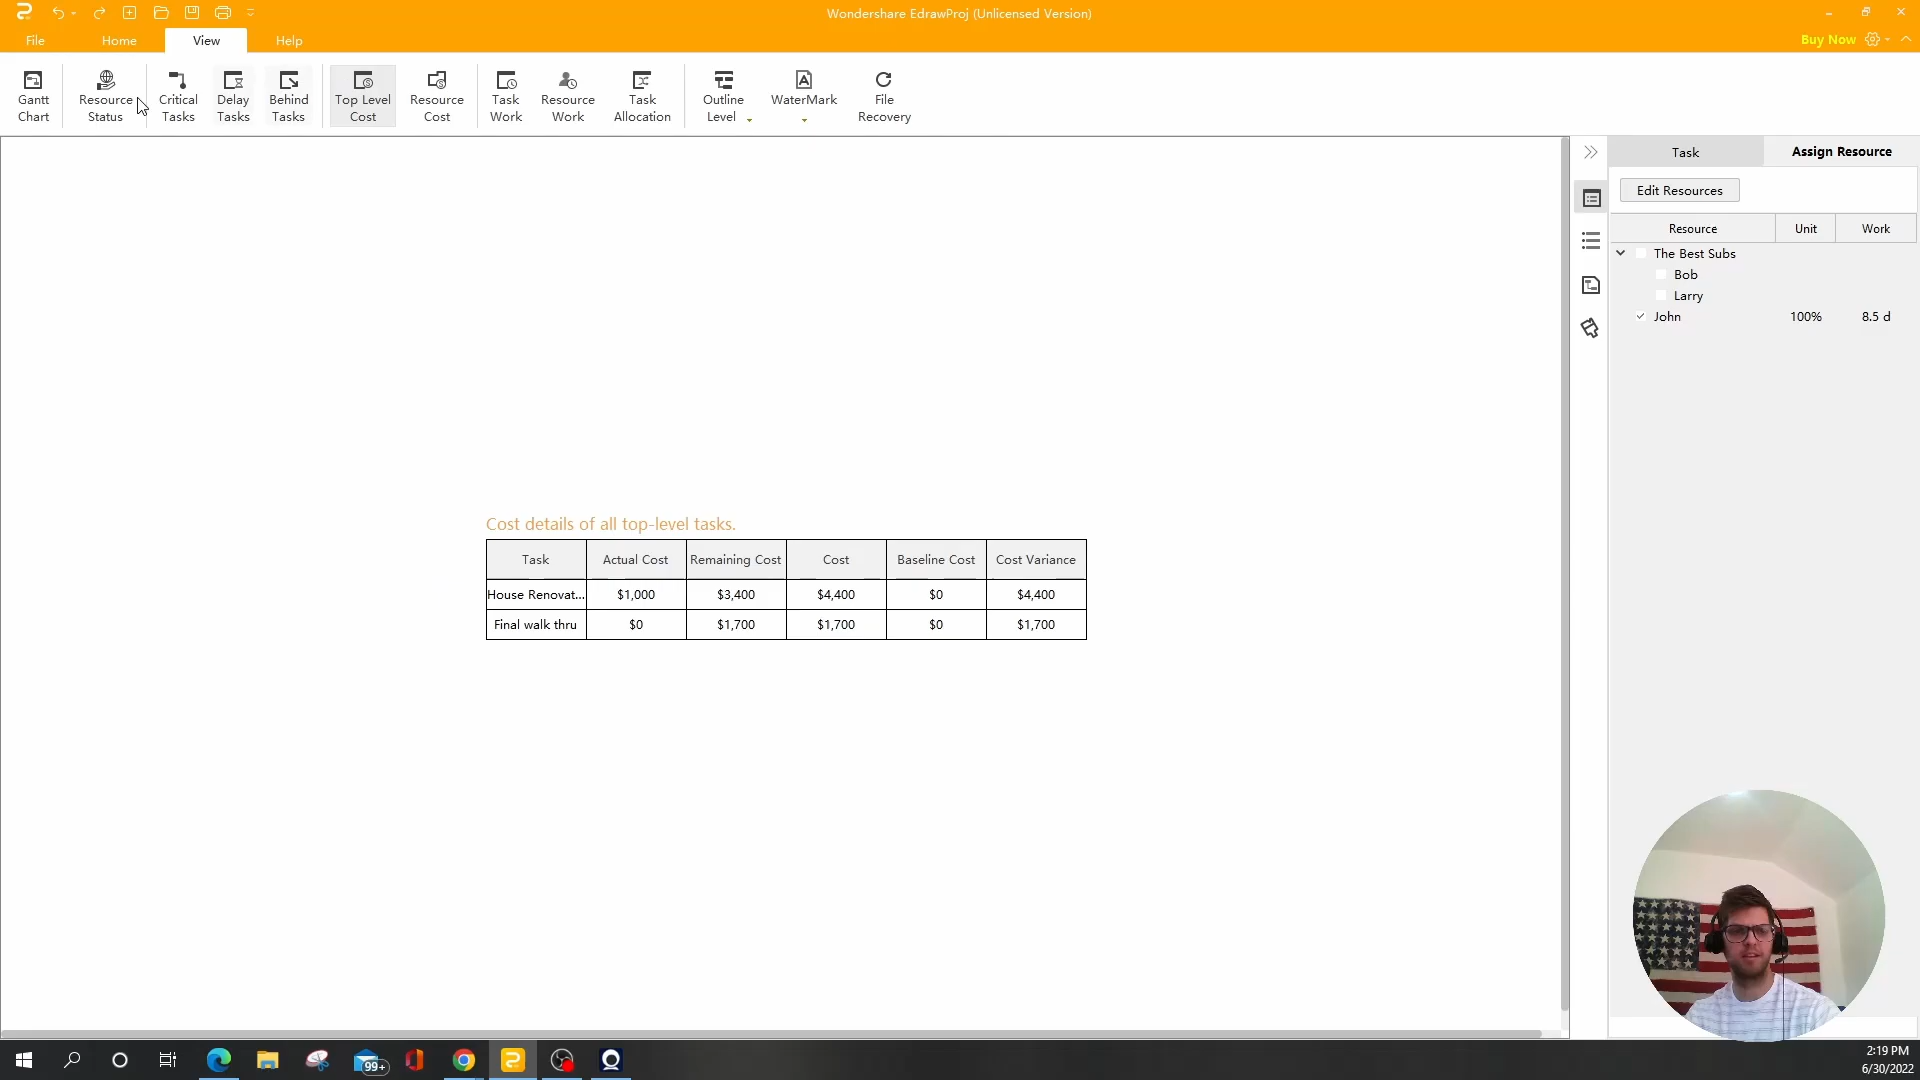 Wondershare EdrawProj (Unlicensed Version)
File Home View Help
Buy Now
Gantt Chart
Resource Status
Critical Tasks
Delay Tasks
Behind Tasks
Top Level Cost
Resource Cost
Task Work
Resource Work
Task Allocation
Outline Level
WaterMark
File Recovery
Task Assign Resource
Edit Resources
Resource Unit Work
The Best Subs
Bob
Larry
John 100% 8.5 d
Cost details of all top-level tasks.
Task Actual Cost Remaining Cost Cost Baseline Cost Cost Variance
House Renovat... $1,000 $3,400 $4,400 $0 $4,400
Final walk thru $0 $1,700 $1,700 $0 $1,700
99+
2:19 PM
6/30/2022